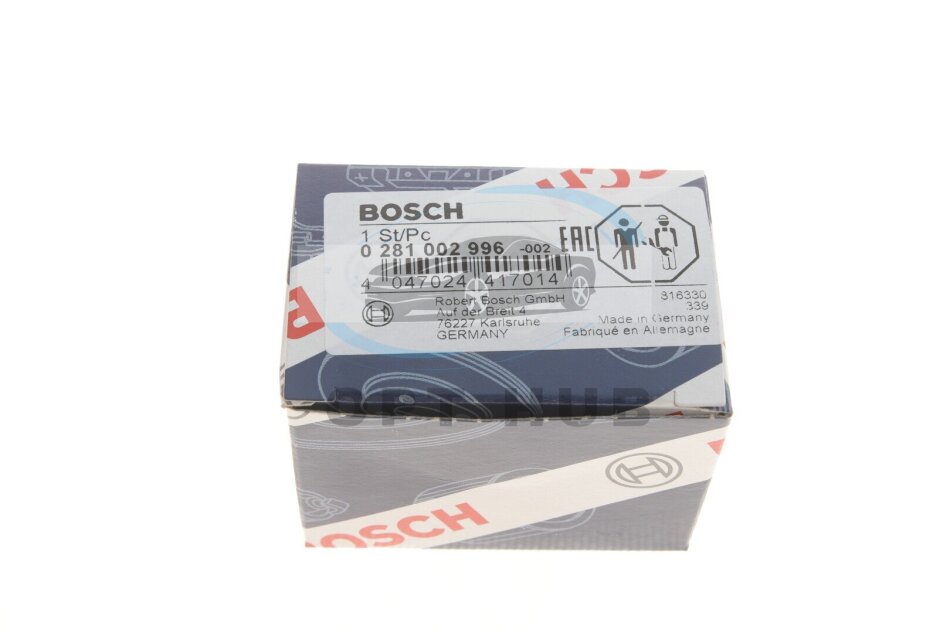 BOSCH
1 St/Pc
0 281 002 996 -002
EAC
4 047024 417014
Robert Bosch GmbH
Auf der Breit 4
76227 Karlsruhe
GERMANY
816330
339
Made in Germany
Fabriqué en Allemagne
HUB
BOSCH